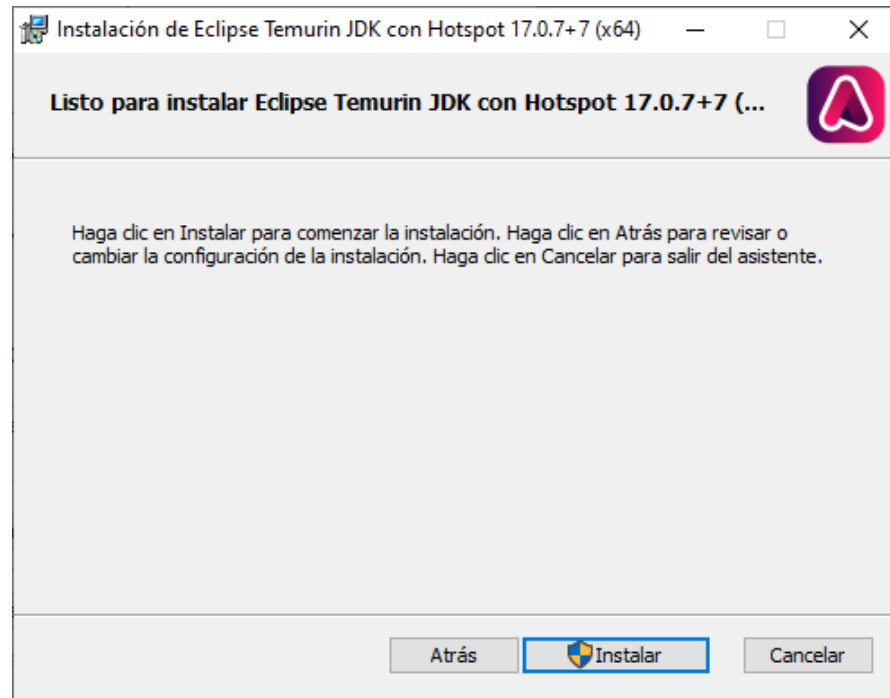 Instalación de Eclipse Temurin JDK con Hotspot 17.0.7+7 (x64)
Listo para instalar Eclipse Temurin JDK con Hotspot 17.0.7+7 (...
Haga clic en Instalar para comenzar la instalación. Haga clic en Atrás para revisar o
cambiar la configuración de la instalación. Haga clic en Cancelar para salir del asistente.
Atrás
Instalar
Cancelar